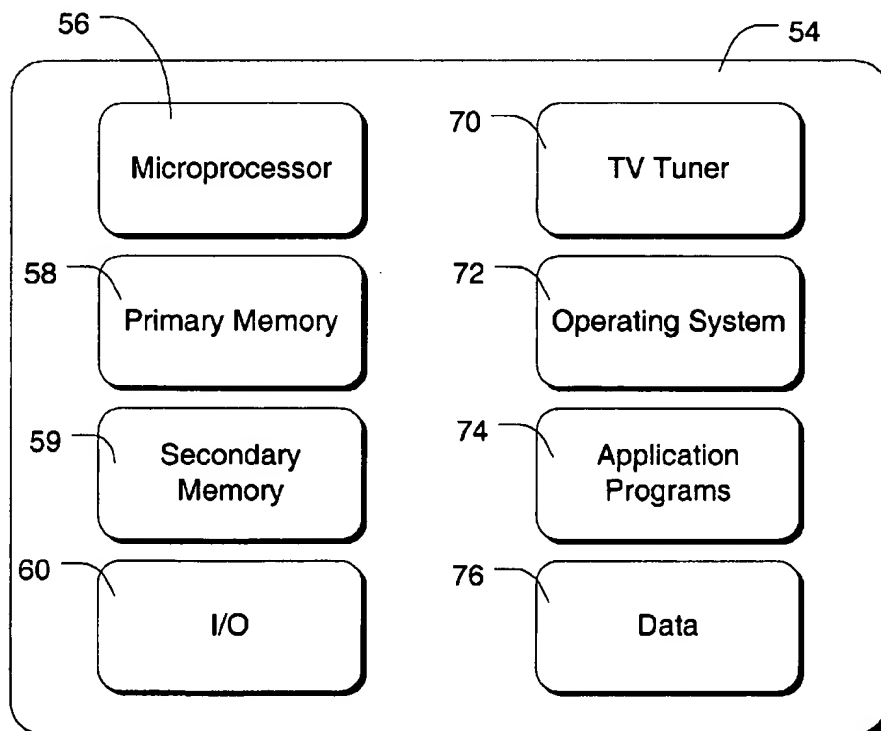 56
54
Microprocessor
70
TV Tuner
58
Primary Memory
72
Operating System
59
Secondary
Memory
74
Application
Programs
60
I/O
76
Data